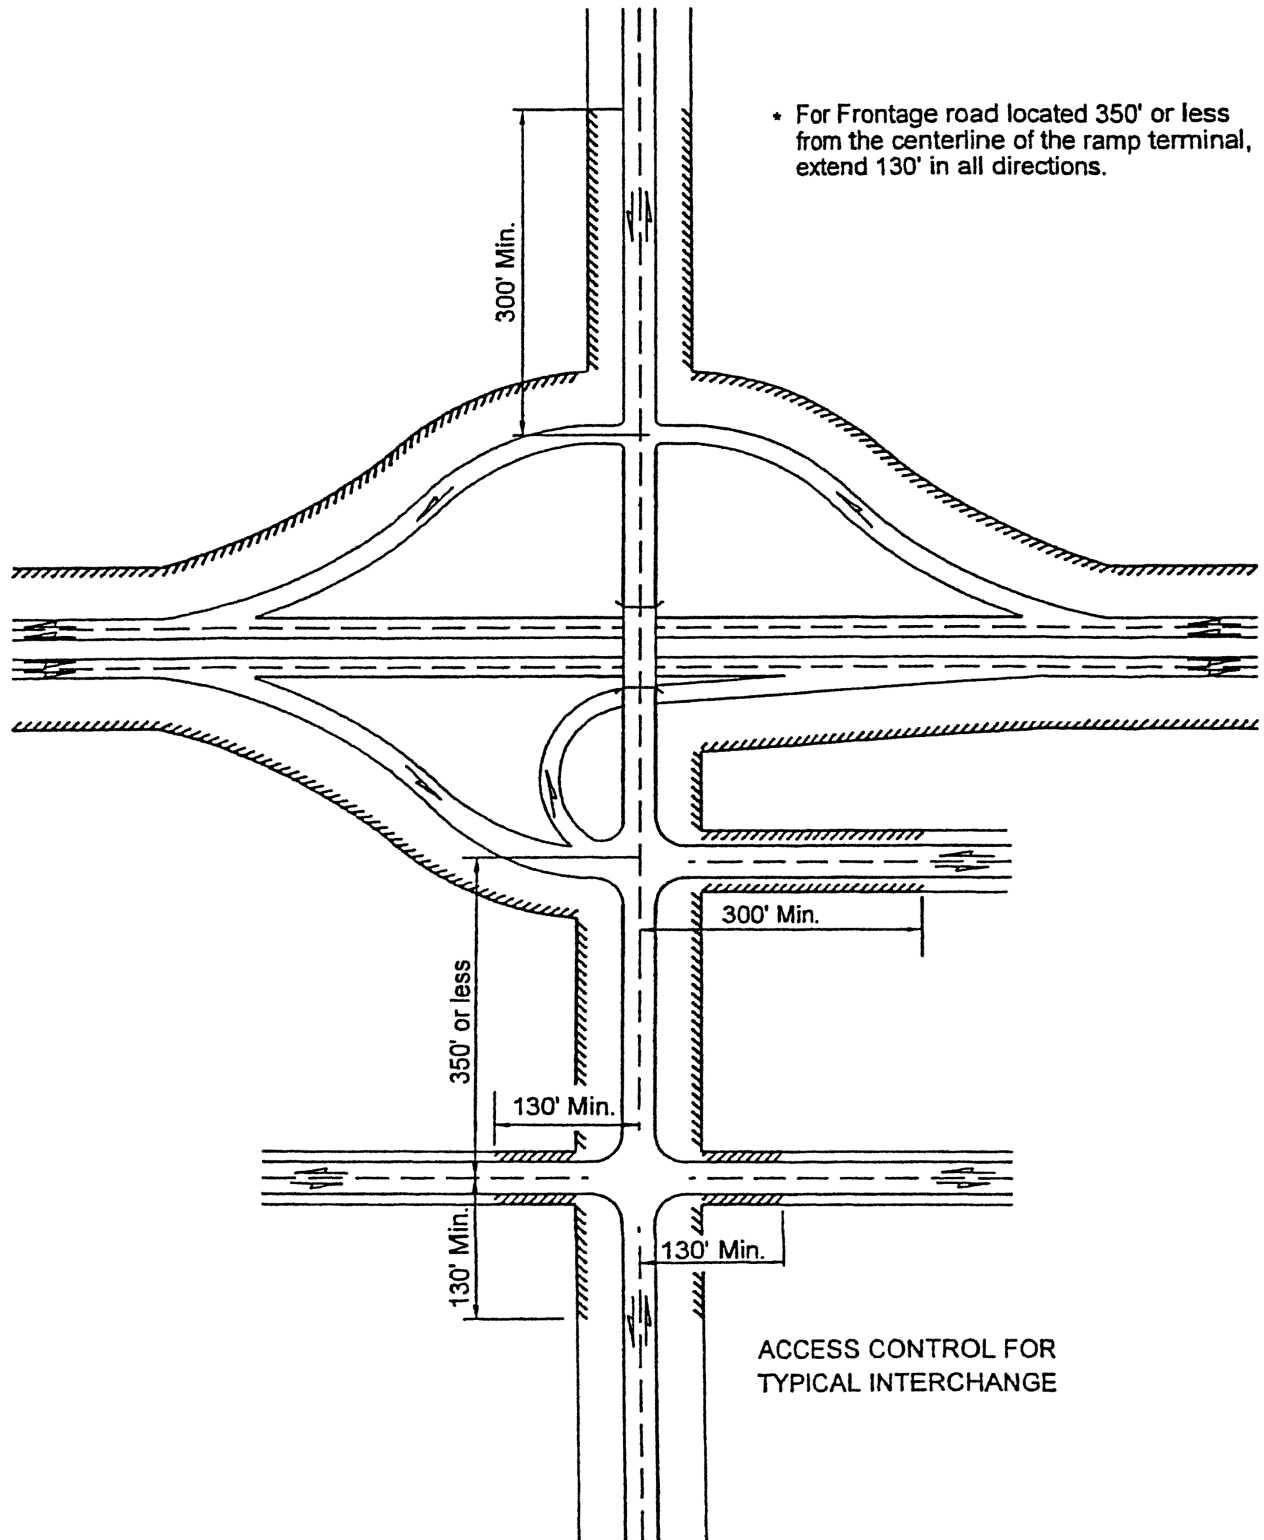 * For Frontage road located 350' or less
from the centerline of the ramp terminal,
extend 130' in all directions.
300' Min.
300' Min.
350' or less
130' Min.
130' Min.
130' Min.
ACCESS CONTROL FOR
TYPICAL INTERCHANGE